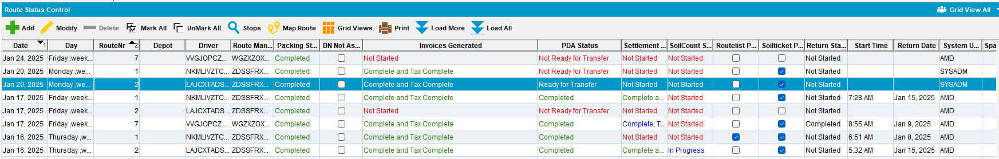 Route Status Control Grid View All
Add Modify Delete Mark All UnMark All Stops Map Route Grid Views Print Load More Load All
Date 1 Day RouteNr 2 Depot Driver Route Man... Packing St... DN Not As... Invoices Generated PDA Status Settlement ... SoilCount S... Routelist P... Soilticket P... Return Sta... Start Time Return Date System U... Spa
Jan 24, 2025 Friday ,week... 7 VVGJOPCZ... WGZXZOX... Completed Not Started Not Ready for Transfer Not Started Not Started Not Started AMD
Jan 20, 2025 Monday ,we... 1 NKMLIVZTC... ZDSSFRX... Completed Complete and Tax Complete Not Ready for Transfer Not Started Not Started Not Started SYSADM
Jan 20, 2025 Monday ,we... 2 LAJCXTADS... ZDSSFRX... Completed Complete and Tax Complete Ready for Transfer Not Started Not Started Not Started SYSADM
Jan 17, 2025 Friday ,week... 1 NKMLIVZTC... ZDSSFRX... Completed Complete and Tax Complete Completed Complete a... Not Started Not Started 7:28 AM Jan 15, 2025 AMD
Jan 17, 2025 Friday ,week... 2 LAJCXTADS... ZDSSFRX... Completed Not Started Not Ready for Transfer Not Started Not Started Not Started AMD
Jan 17, 2025 Friday ,week... 7 VVGJOPCZ... WGZXZOX... Completed Complete and Tax Complete Completed Complete, T... Not Started Completed 8:55 AM Jan 9, 2025 AMD
Jan 16, 2025 Thursday ,w... 1 NKMLIVZTC... ZDSSFRX... Completed Complete and Tax Complete Completed Not Started Not Started Not Started 6:51 AM Jan 8, 2025 AMD
Jan 16, 2025 Thursday ,w... 2 LAJCXTADS... ZDSSFRX... Completed Complete and Tax Complete Completed Complete a... In Progress Not Started 5:32 AM Jan 15, 2025 AMD